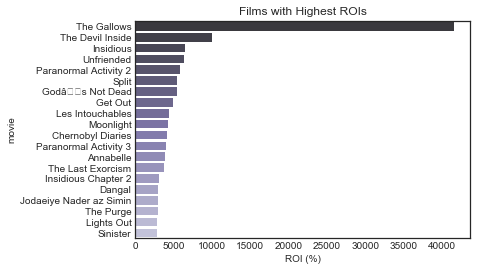 Films with Highest ROIs
movie
The Gallows
The Devil Inside
Insidious
Unfriended
Paranormal Activity 2
Split
Godâ□□s Not Dead
Get Out
Les Intouchables
Moonlight
Chernobyl Diaries
Paranormal Activity 3
Annabelle
The Last Exorcism
Insidious Chapter 2
Dangal
Jodaeiye Nader az Simin
The Purge
Lights Out
Sinister
0 5000 10000 15000 20000 25000 30000 35000 40000
ROI (%)